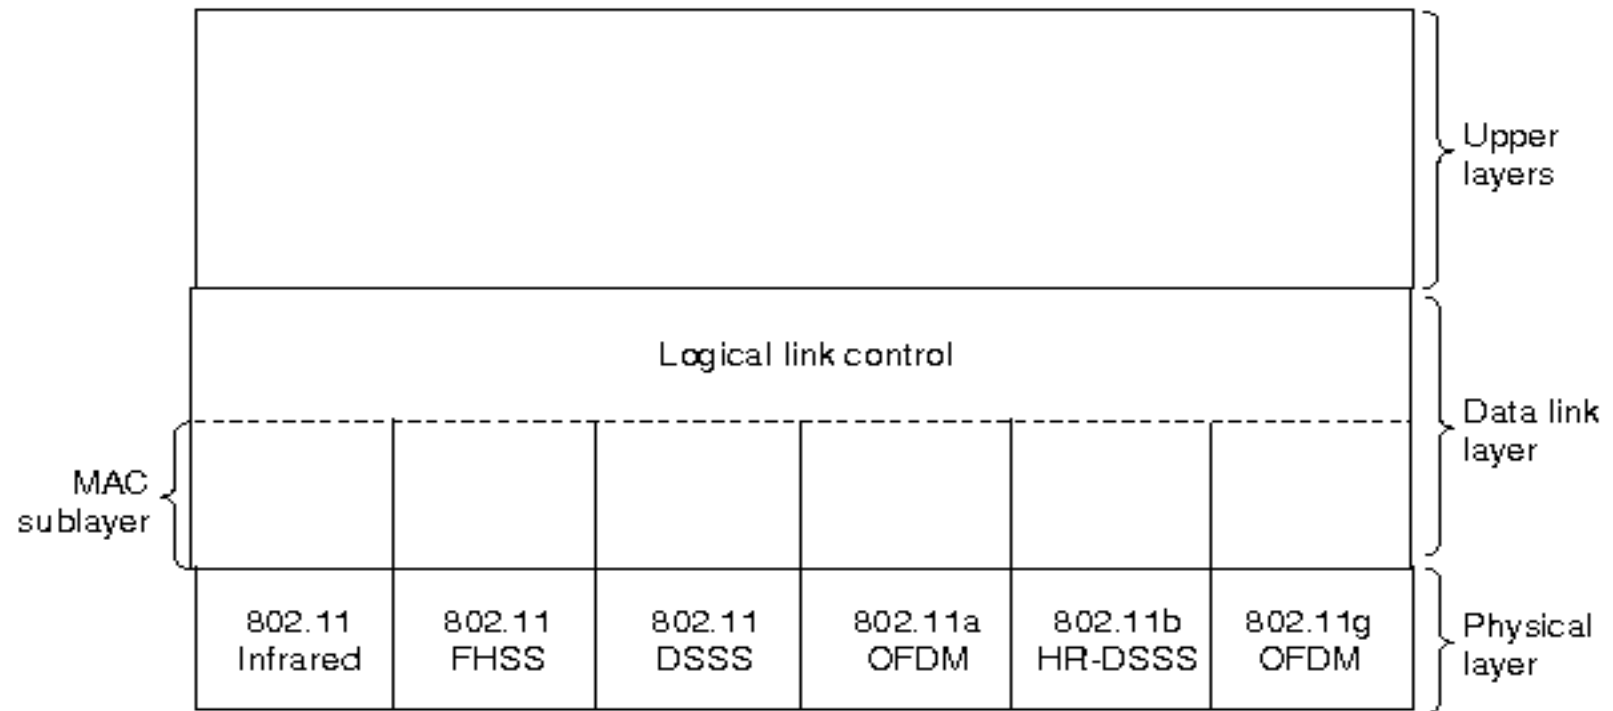 Upper
layers
Logical link control
Data link
layer
MAC
sublayer
802.11
Infrared
802.11
FHSS
802.11
DSSS
802.11a
OFDM
802.11b
HR-DSSS
802.11g
OFDM
Physical
layer